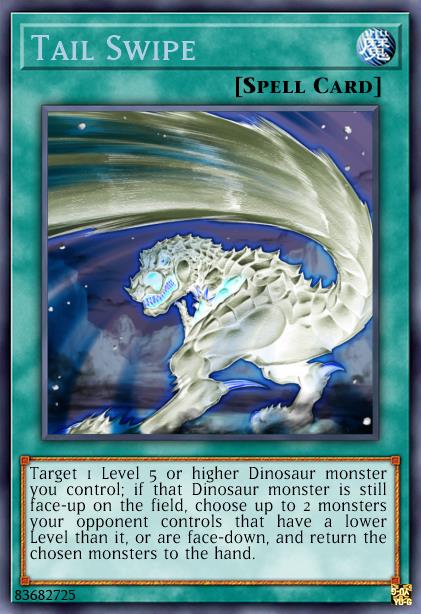 Tail Swipe
魔
[Spell Card]
Target 1 Level 5 or higher Dinosaur monster
you control; if that Dinosaur monster is still
face-up on the field, choose up to 2 monsters
your opponent controls that have a lower
Level than it, or are face-down, and return the
chosen monsters to the hand.
83682725